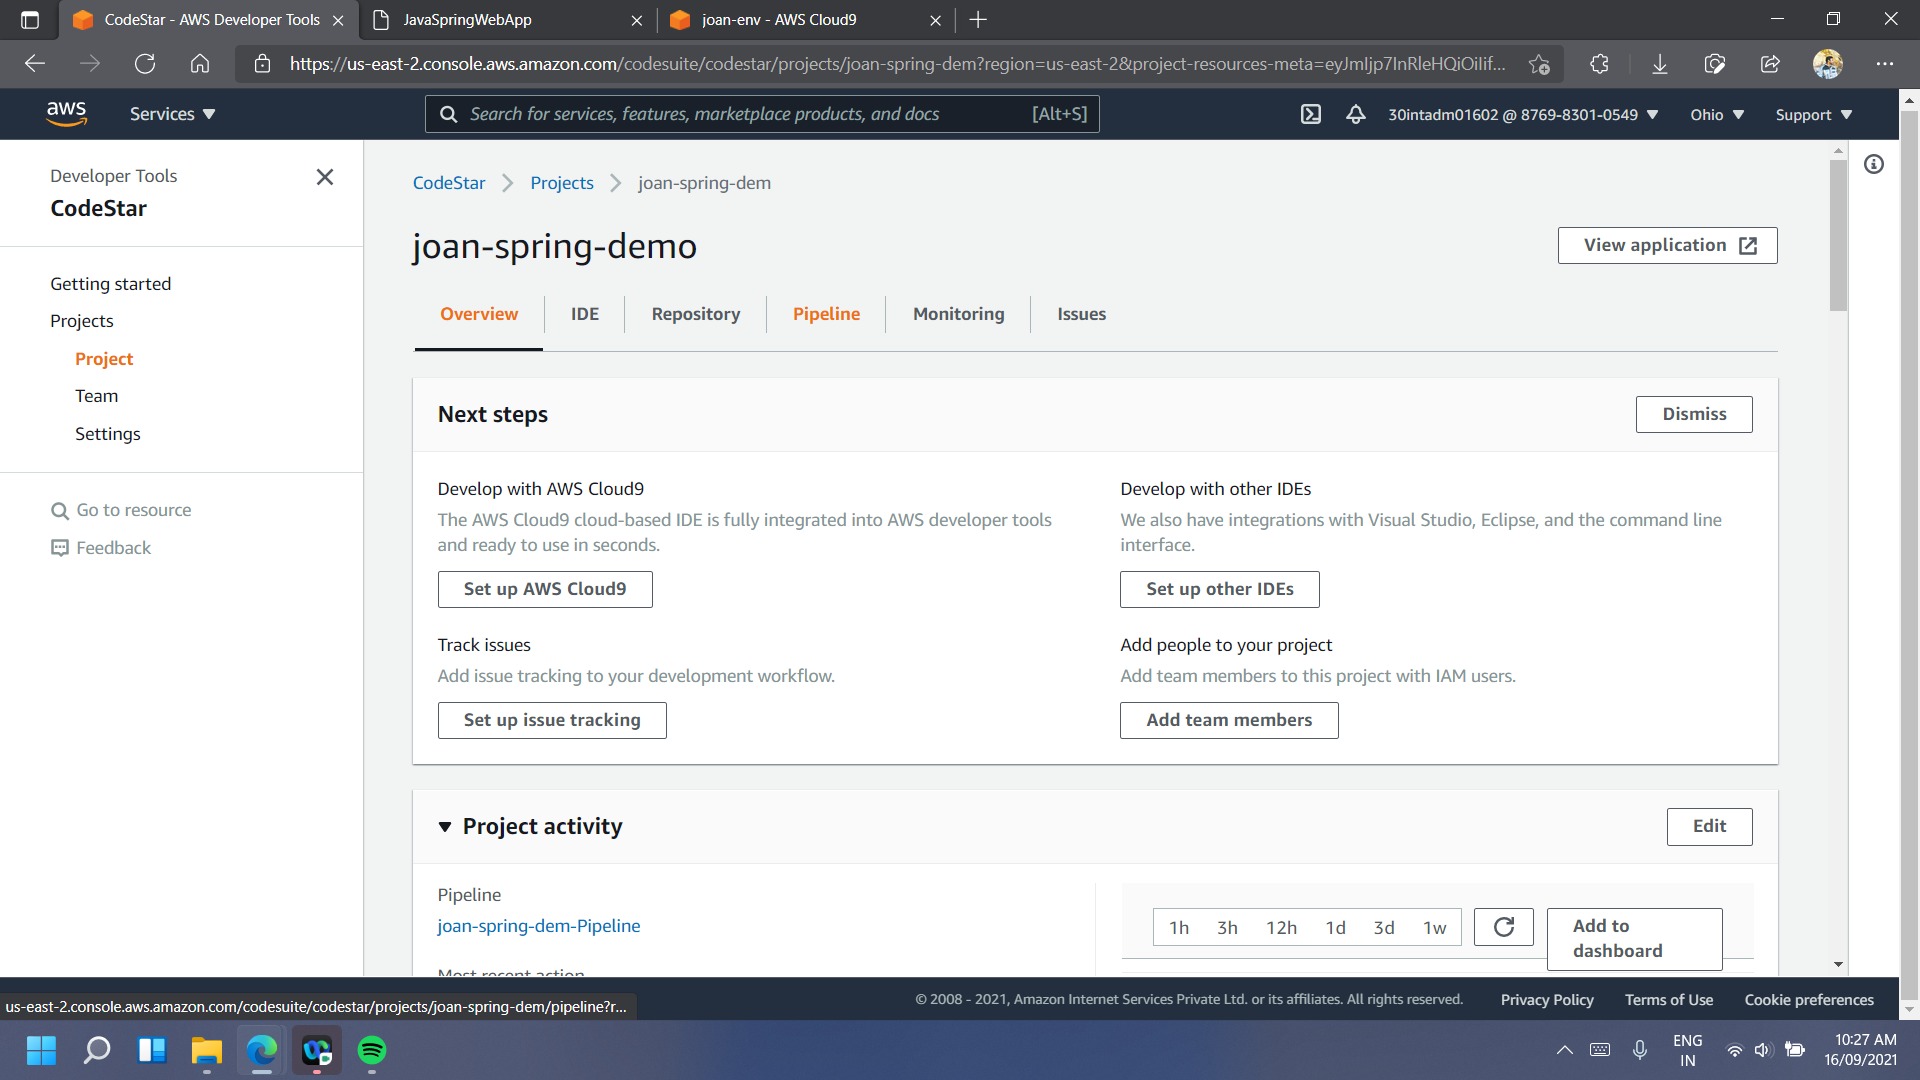 CodeStar - AWS Developer Tools
JavaSpringWebApp
joan-env - AWS Cloud9
https://us-east-2.console.aws.amazon.com/codesuite/codestar/projects/joan-spring-dem?region=us-east-2&project-resources-meta=eyJmIjp7InRleHQiOiIif...
aws
Services
Search for services, features, marketplace products, and docs
[Alt+S]
30intadm01602 @ 8769-8301-0549
Ohio
Support
Developer Tools
CodeStar
Getting started
Projects
Project
Team
Settings
Go to resource
Feedback
CodeStar
Projects
joan-spring-dem
joan-spring-demo
View application
Overview
IDE
Repository
Pipeline
Monitoring
Issues
Next steps
Dismiss
Develop with AWS Cloud9
The AWS Cloud9 cloud-based IDE is fully integrated into AWS developer tools
and ready to use in seconds.
Set up AWS Cloud9
Develop with other IDEs
We also have integrations with Visual Studio, Eclipse, and the command line
interface.
Set up other IDEs
Track issues
Add issue tracking to your development workflow.
Set up issue tracking
Add people to your project
Add team members to this project with IAM users.
Add team members
Project activity
Edit
Pipeline
joan-spring-dem-Pipeline
Most recent action
1h
3h
12h
1d
3d
1w
Add to
dashboard
us-east-2.console.aws.amazon.com/codesuite/codestar/projects/joan-spring-dem/pipeline?r...
© 2008 - 2021, Amazon Internet Services Private Ltd. or its affiliates. All rights reserved.
Privacy Policy
Terms of Use
Cookie preferences
ENG
IN
10:27 AM
16/09/2021